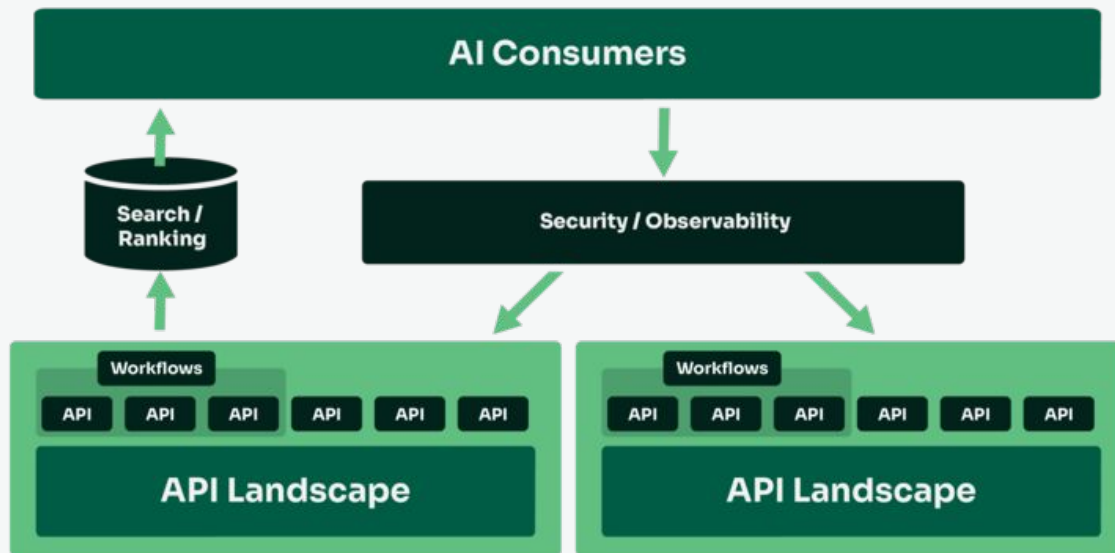 AI Consumers
Search /
Ranking
Security / Observability
Workflows
API API API API API API
API Landscape
Workflows
API API API API API API
API Landscape